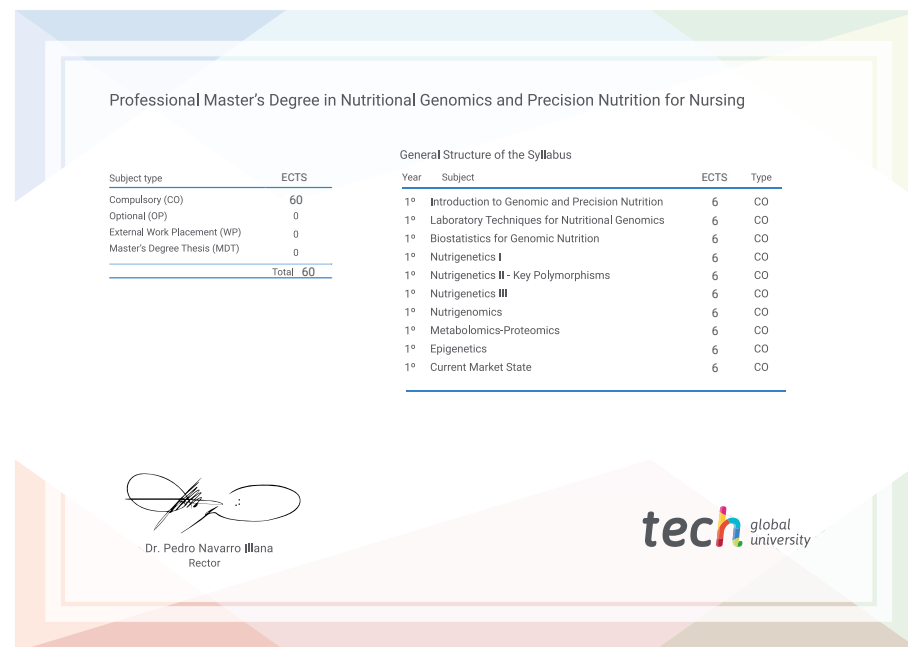 Professional Master's Degree in Nutritional Genomics and Precision Nutrition for Nursing
Subject type ECTS
Compulsory (CO) 60
Optional (OP) 0
External Work Placement (WP) 0
Master's Degree Thesis (MDT) 0
Total 60
General Structure of the Syllabus
Year Subject ECTS Type
1º Introduction to Genomic and Precision Nutrition 6 CO
1º Laboratory Techniques for Nutritional Genomics 6 CO
1º Biostatistics for Genomic Nutrition 6 CO
1º Nutrigenetics I 6 CO
1º Nutrigenetics II - Key Polymorphisms 6 CO
1º Nutrigenetics III 6 CO
1º Nutrigenomics 6 CO
1º Metabolomics-Proteomics 6 CO
1º Epigenetics 6 CO
1º Current Market State 6 CO
Dr. Pedro Navarro Illana
Rector
tech global
university